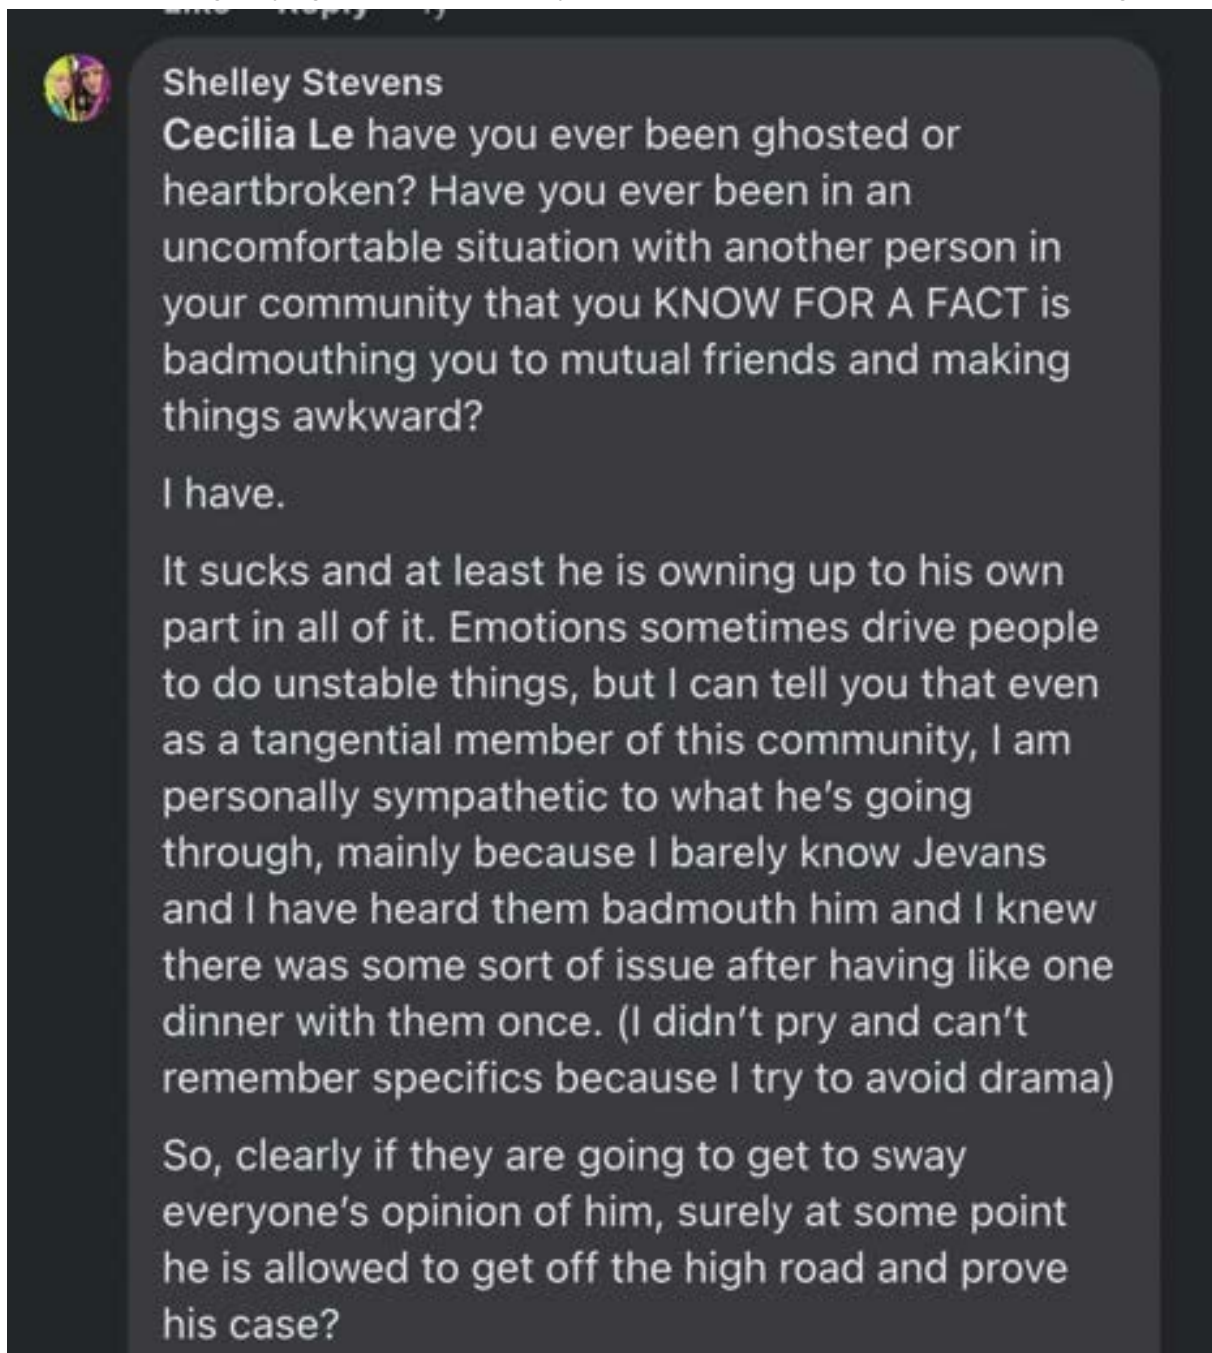 Shelley Stevens
Cecilia Le have you ever been ghosted or
heartbroken? Have you ever been in an
uncomfortable situation with another person in
your community that you KNOW FOR A FACT is
badmouthing you to mutual friends and making
things awkward?
I have.
It sucks and at least he is owning up to his own
part in all of it. Emotions sometimes drive people
to do unstable things, but I can tell you that even
as a tangential member of this community, I am
personally sympathetic to what he's going
through, mainly because I barely know Jevans
and I have heard them badmouth him and I knew
there was some sort of issue after having like one
dinner with them once. (I didn't pry and can't
remember specifics because I try to avoid drama)
So, clearly if they are going to get to sway
everyone's opinion of him, surely at some point
he is allowed to get off the high road and prove
his case?